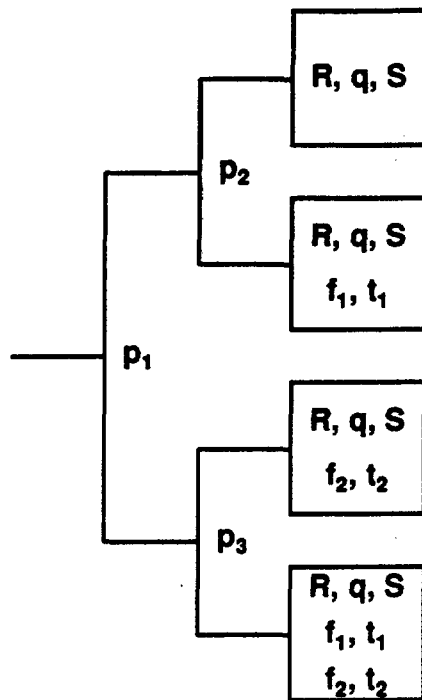 R, q, S
p₂
R, q, S
f₁, t₁
p₁
R, q, S
f₂, t₂
p₃
R, q, S
f₁, t₁
f₂, t₂